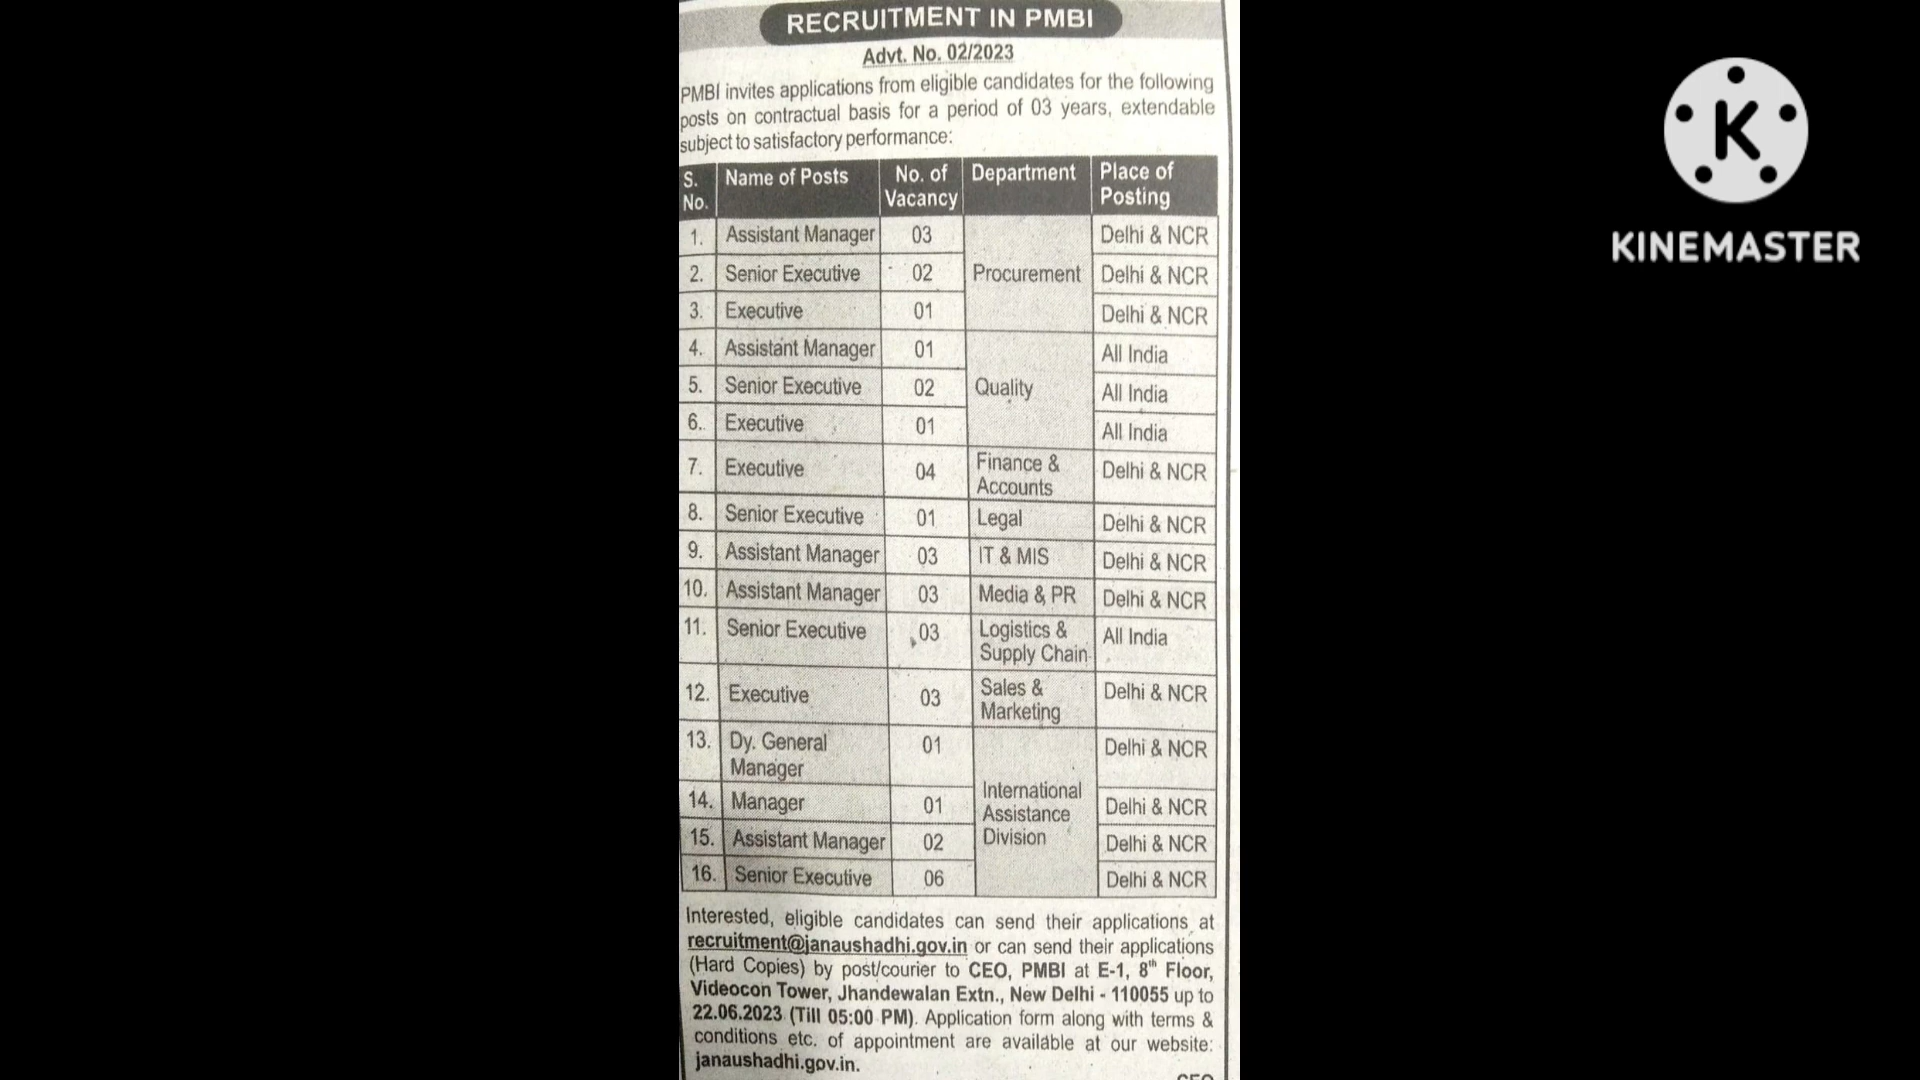 RECRUITMENT IN PMBI
Advt. No. 02/2023
PMBI invites applications from eligible candidates for the following
posts on contractual basis for a period of 03 years, extendable
subject to satisfactory performance:
S. No. Name of Posts No. of Vacancy Department Place of Posting
1. Assistant Manager 03 Procurement Delhi & NCR
2. Senior Executive 02 Delhi & NCR
3. Executive 01 Delhi & NCR
4. Assistant Manager 01 Quality All India
5. Senior Executive 02 All India
6. Executive 01 All India
7. Executive 04 Finance & Accounts Delhi & NCR
8. Senior Executive 01 Legal Delhi & NCR
9. Assistant Manager 03 IT & MIS Delhi & NCR
10. Assistant Manager 03 Media & PR Delhi & NCR
11. Senior Executive 03 Logistics & Supply Chain All India
12. Executive 03 Sales & Marketing Delhi & NCR
13. Dy. General Manager 01 International Assistance Division Delhi & NCR
14. Manager 01 Delhi & NCR
15. Assistant Manager 02 Delhi & NCR
16. Senior Executive 06 Delhi & NCR
Interested, eligible candidates can send their applications at
recruitment@janaushadhi.gov.in or can send their applications
(Hard Copies) by post/courier to CEO, PMBI at E-1, 8th Floor,
Videocon Tower, Jhandewalan Extn., New Delhi - 110055 up to
22.06.2023 (Till 05:00 PM). Application form along with terms &
conditions etc. of appointment are available at our website:
janaushadhi.gov.in.
K
KINEMASTER